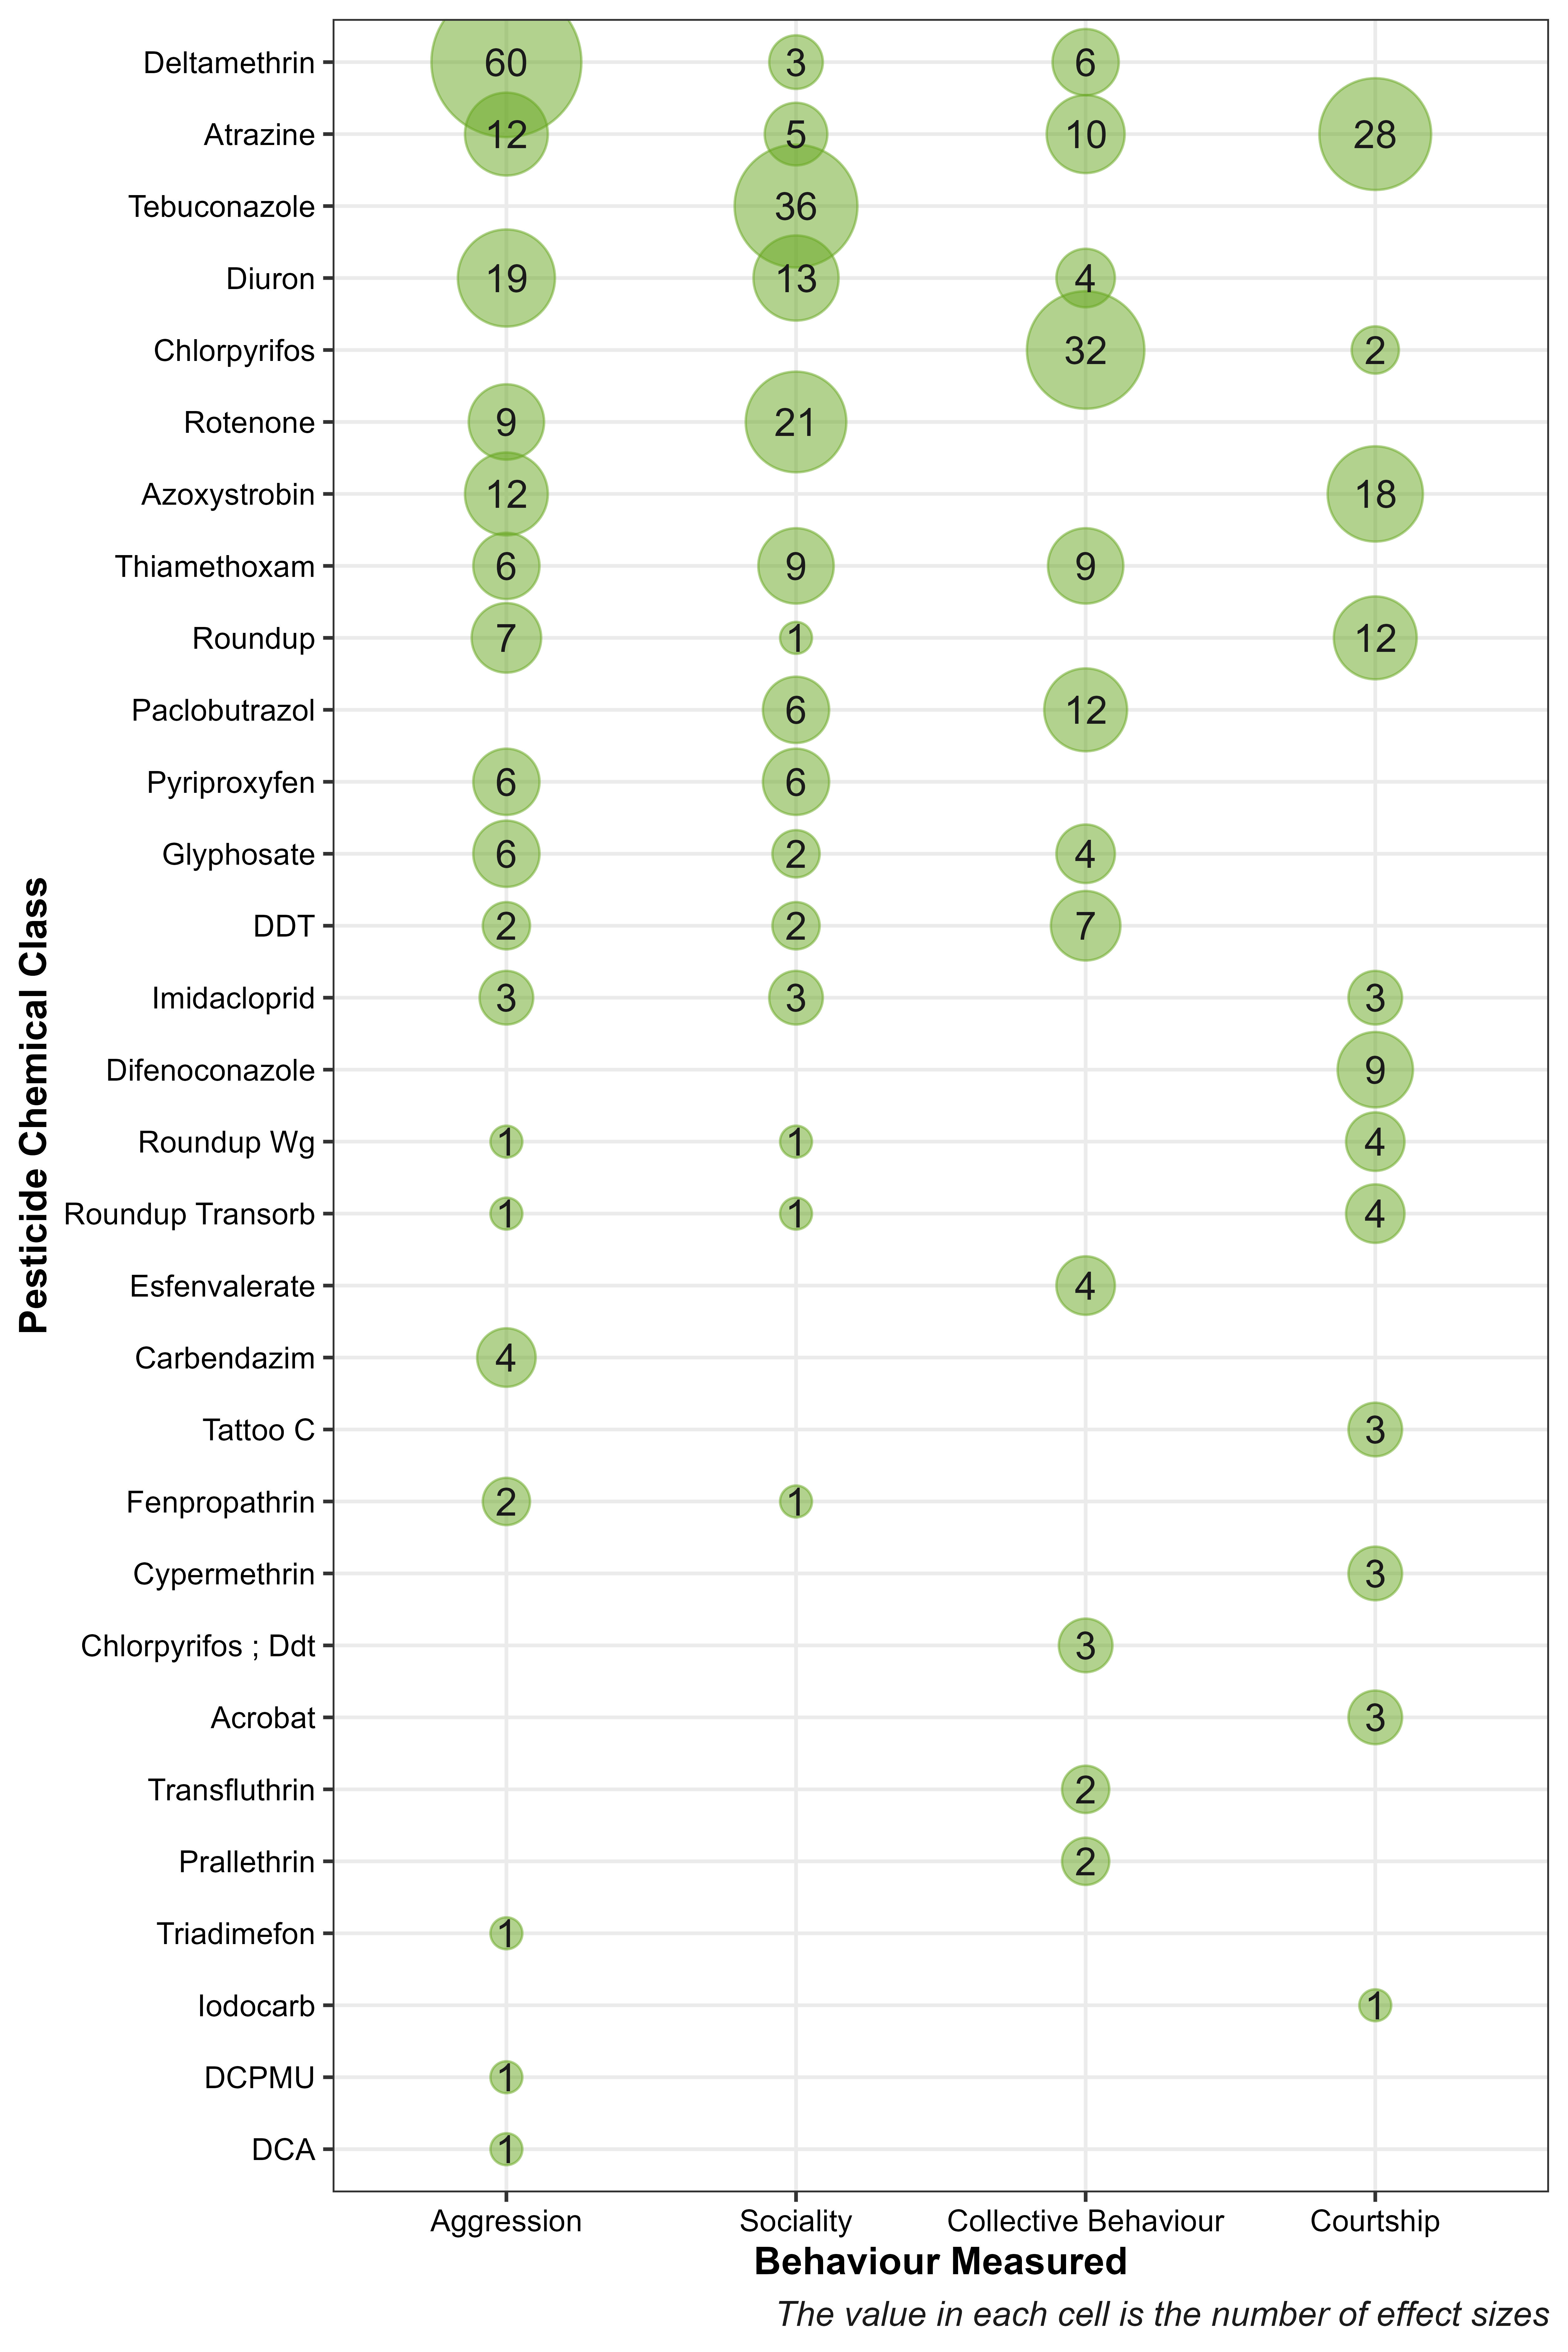 Deltamethrin 60 3 6
Atrazine 12 5 10 28
Tebuconazole 36
Diuron 19 13 4
Chlorpyrifos 32 2
Rotenone 9 21
Azoxystrobin 12 18
Thiamethoxam 6 9 9
Roundup 7 1 12
Paclobutrazol 6 12
Pyriproxyfen 6 6
Glyphosate 6 2 4
DDT 2 2 7
Imidacloprid 3 3 3
Difenoconazole 9
Roundup Wg 1 1 4
Roundup Transorb 1 1 4
Esfenvalerate 4
Carbendazim 4
Tattoo C 3
Fenpropathrin 2 1
Cypermethrin 3
Chlorpyrifos ; Ddt 3
Acrobat 3
Transfluthrin 2
Prallethrin 2
Triadimefon 1
Iodocarb 1
DCPMU 1
DCA 1
Pesticide Chemical Class
Aggression Sociality Collective Behaviour Courtship
Behaviour Measured
The value in each cell is the number of effect sizes